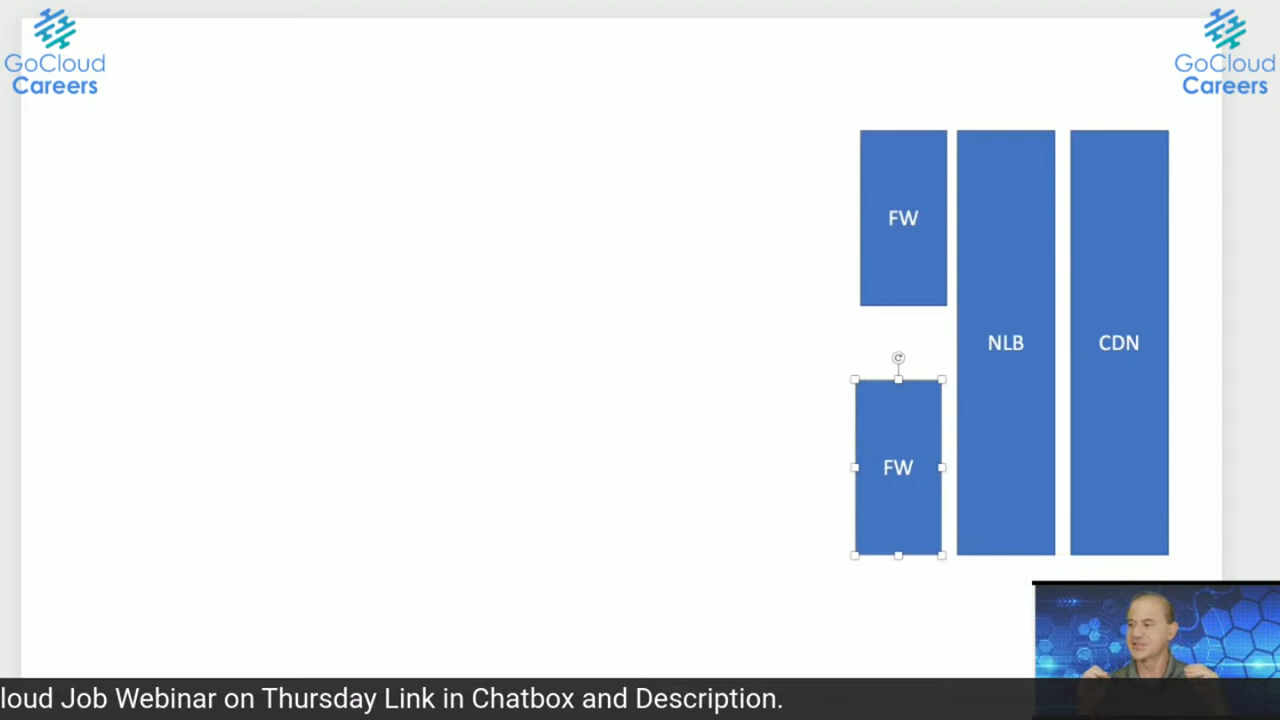 GoCloud
Careers
GoCloud
Careers
FW
NLB
CDN
FW
loud Job Webinar on Thursday Link in Chatbox and Description.